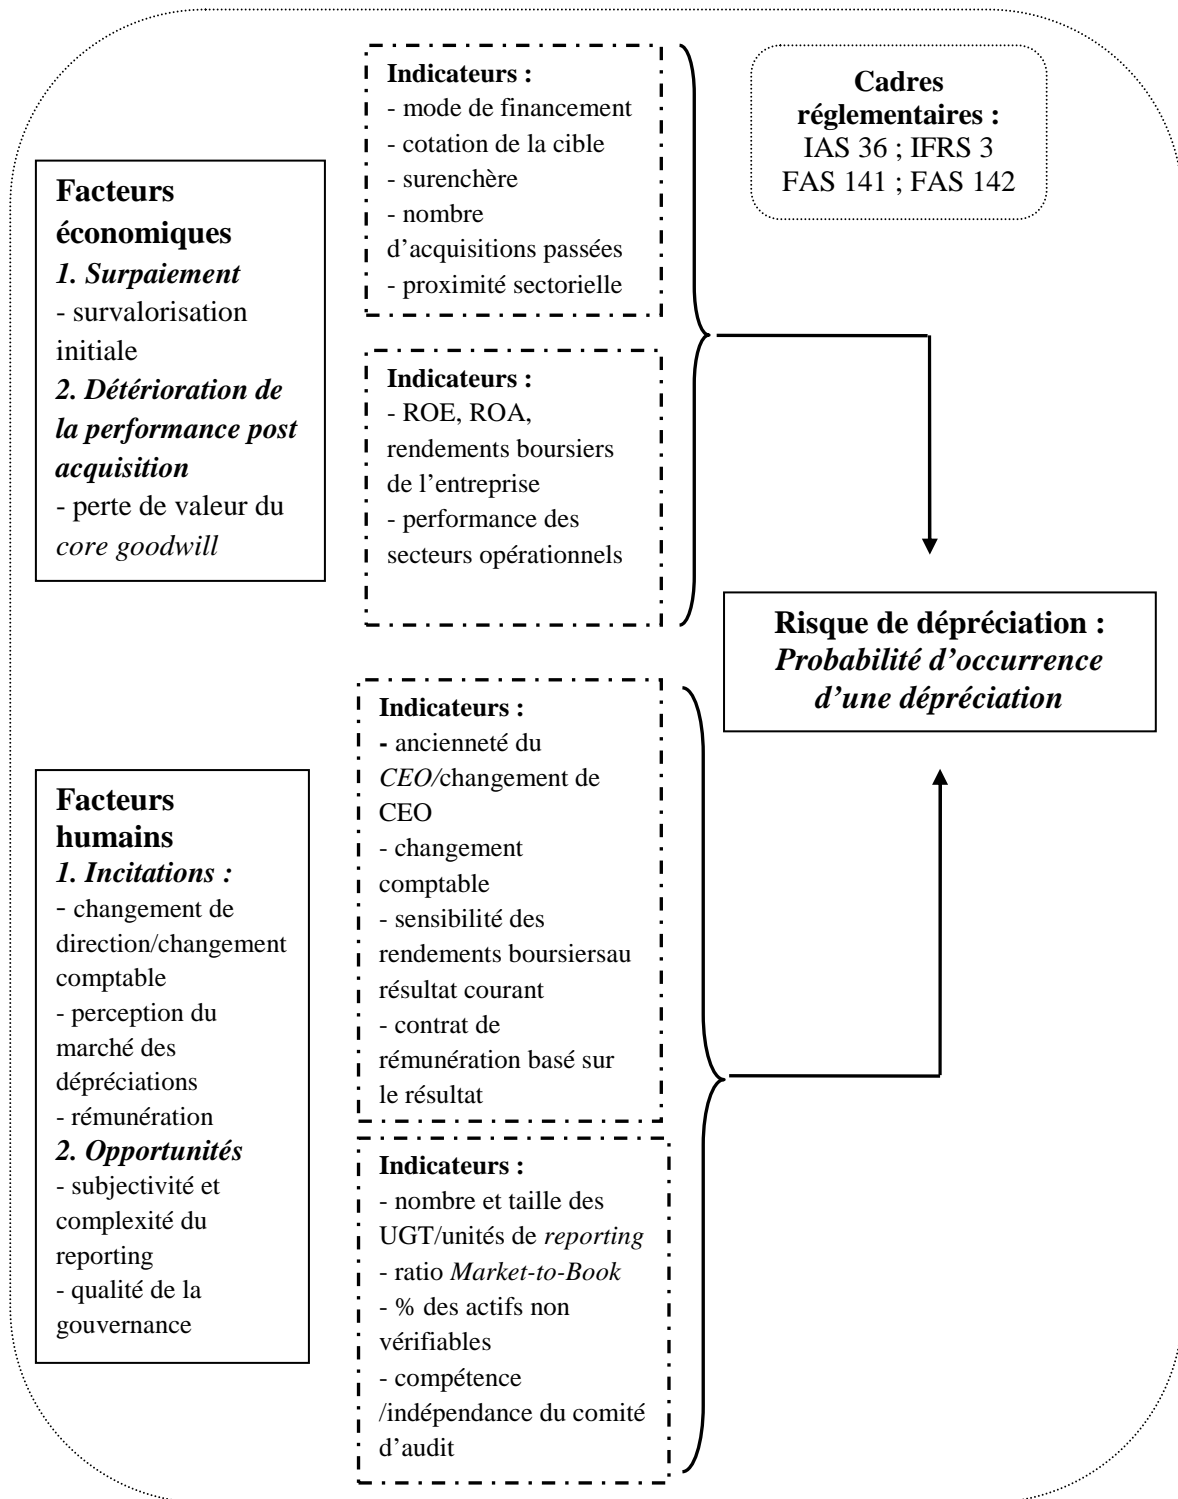 Facteurs
économiques
1. Surpaiement
- survalorisation
initiale
2. Détérioration de
la performance post
acquisition
- perte de valeur du
core goodwill
Indicateurs :
- mode de financement
- cotation de la cible
- surenchère
- nombre
d’acquisitions passées
- proximité sectorielle
Indicateurs :
- ROE, ROA,
rendements boursiers
de l’entreprise
- performance des
secteurs opérationnels
Cadres
réglementaires :
IAS 36 ; IFRS 3
FAS 141 ; FAS 142
Risque de dépréciation :
Probabilité d’occurrence
d’une dépréciation
Facteurs
humains
1. Incitations :
- changement de
direction/changement
comptable
- perception du
marché des
dépréciations
- rémunération
2. Opportunités
- subjectivité et
complexité du
reporting
- qualité de la
gouvernance
Indicateurs :
- ancienneté du
CEO/changement de
CEO
- changement
comptable
- sensibilité des
rendements boursiersau
résultat courant
- contrat de
rémunération basé sur
le résultat
Indicateurs :
- nombre et taille des
UGT/unités de reporting
- ratio Market-to-Book
- % des actifs non
vérifiables
- compétence
/indépendance du comité
d’audit